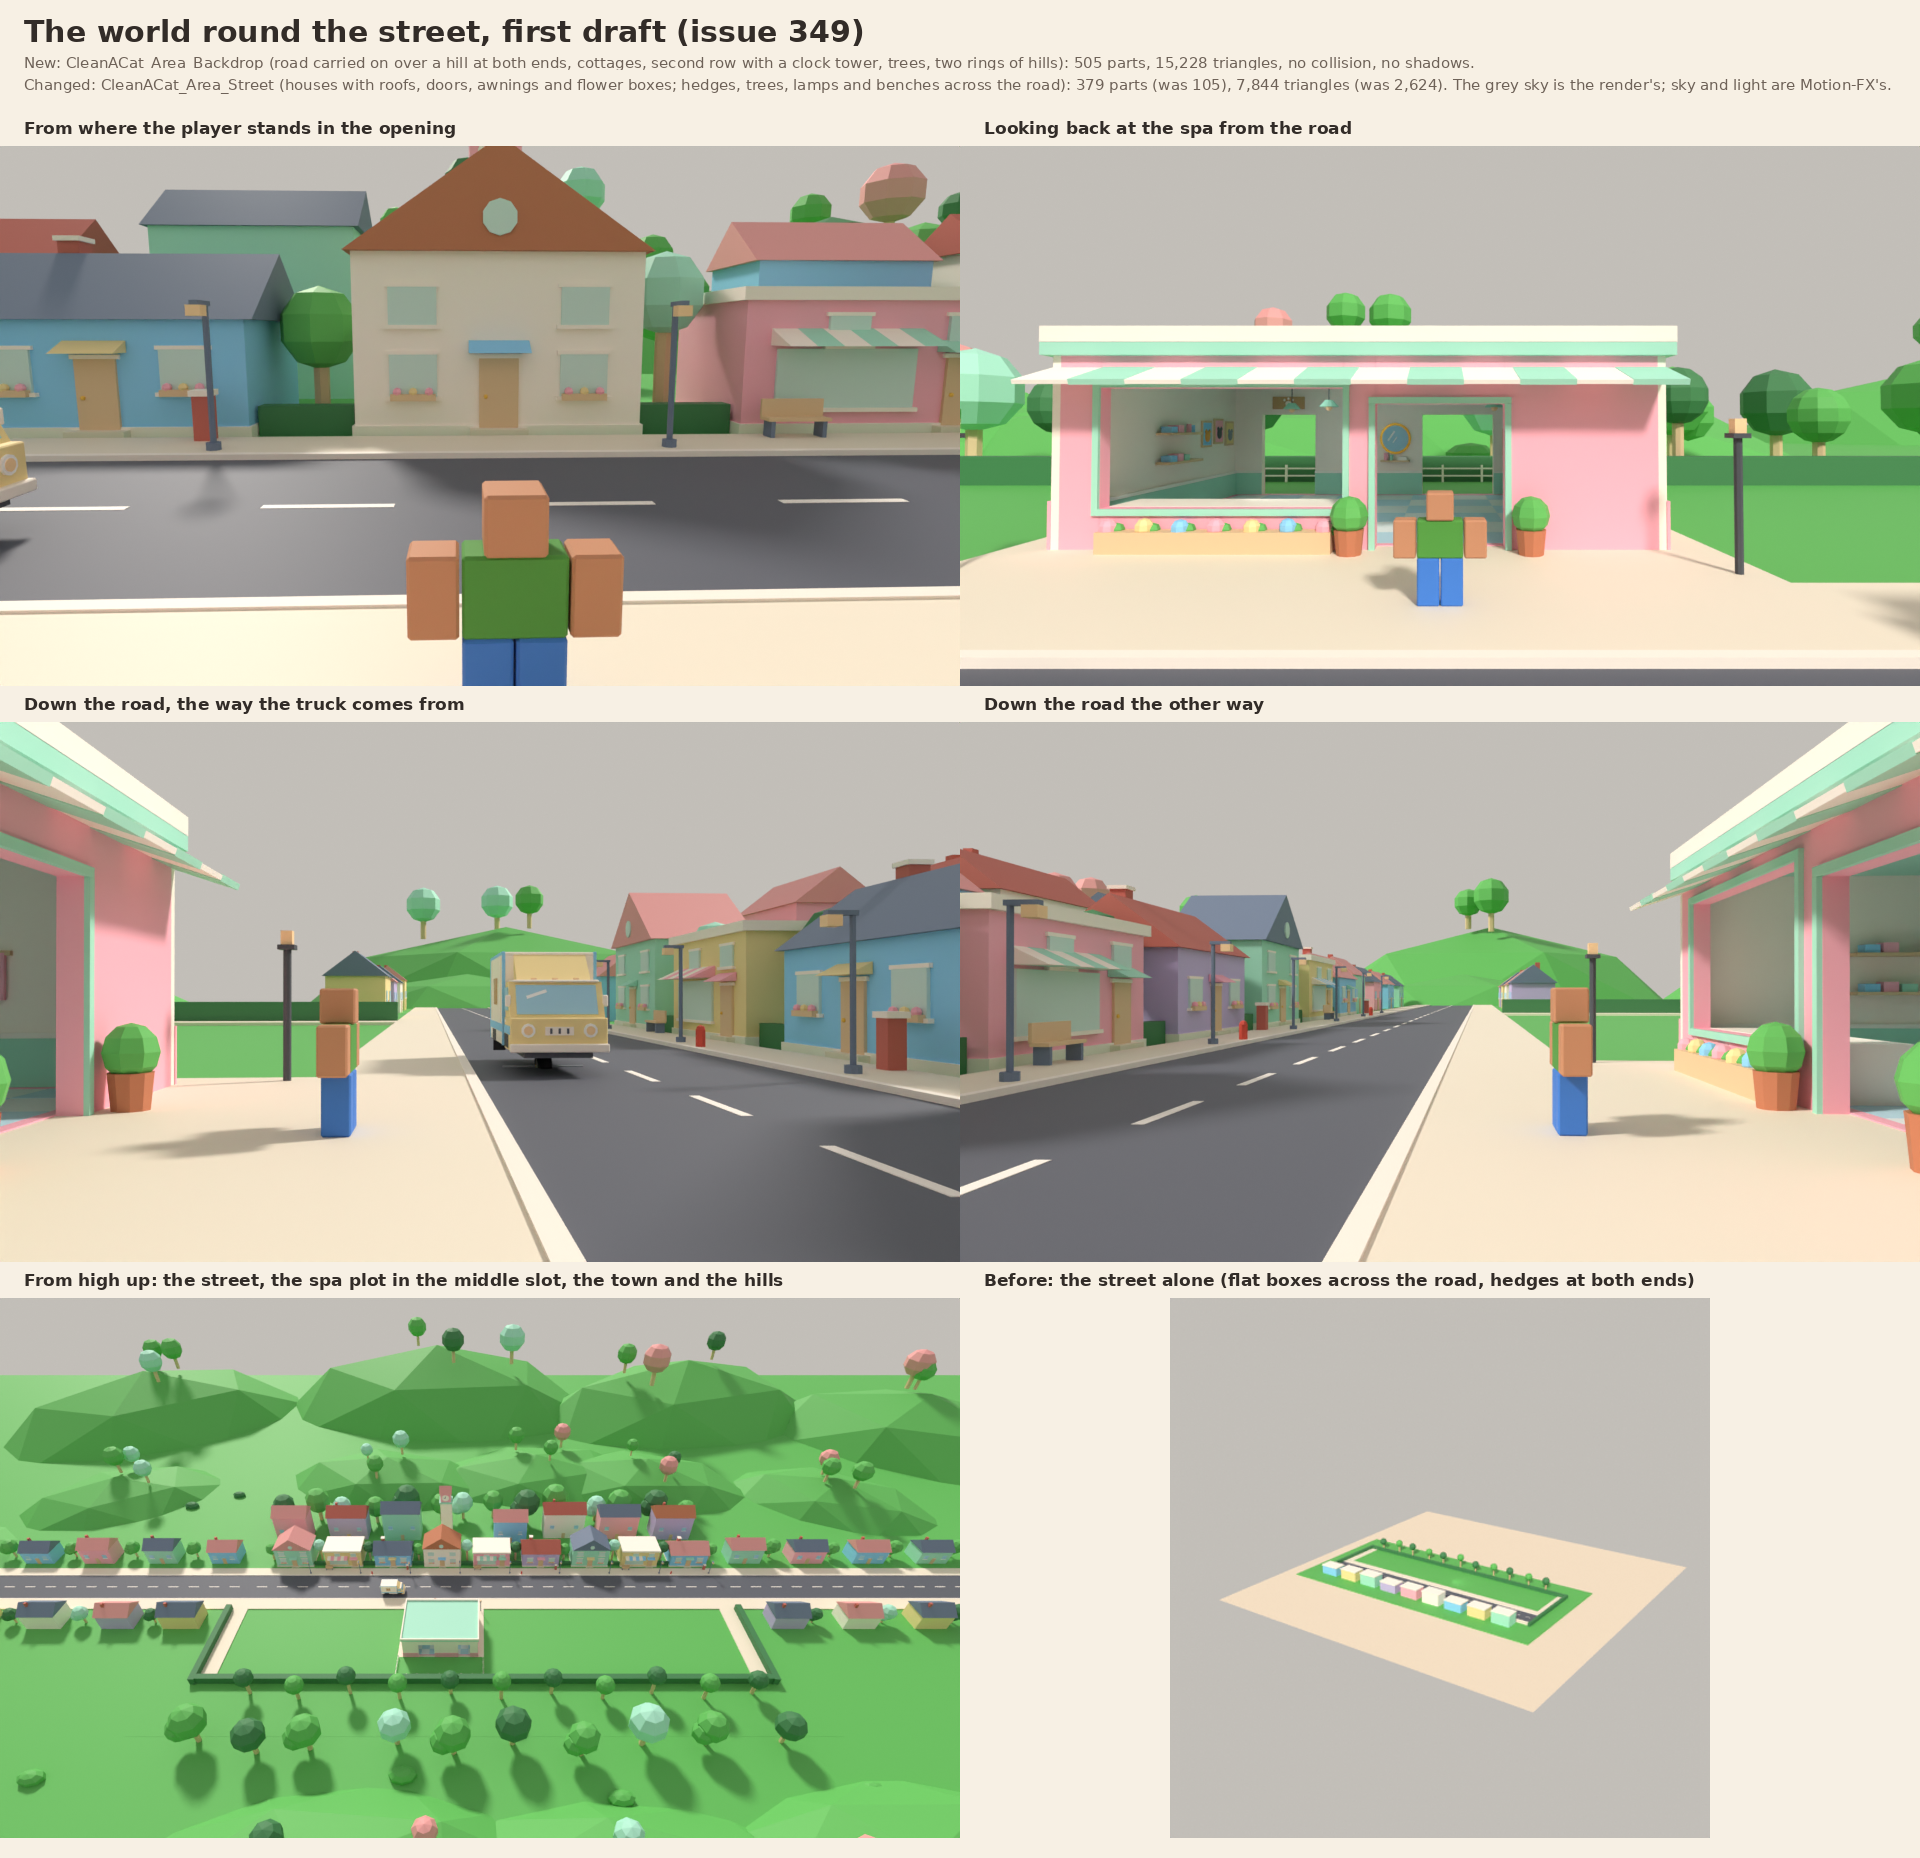 The world round the street, first draft (issue 349)
New: CleanACat_Area_Backdrop (road carried on over a hill at both ends, cottages, second row with a clock tower, trees, two rings of hills): 505 parts, 15,228 triangles, no collision, no shadows.
Changed: CleanACat_Area_Street (houses with roofs, doors, awnings and flower boxes; hedges, trees, lamps and benches across the road): 379 parts (was 105), 7,844 triangles (was 2,624). The grey sky is the render's; sky and light are Motion-FX's.
From where the player stands in the opening
Looking back at the spa from the road
Down the road, the way the truck comes from
Down the road the other way
From high up: the street, the spa plot in the middle slot, the town and the hills
Before: the street alone (flat boxes across the road, hedges at both ends)